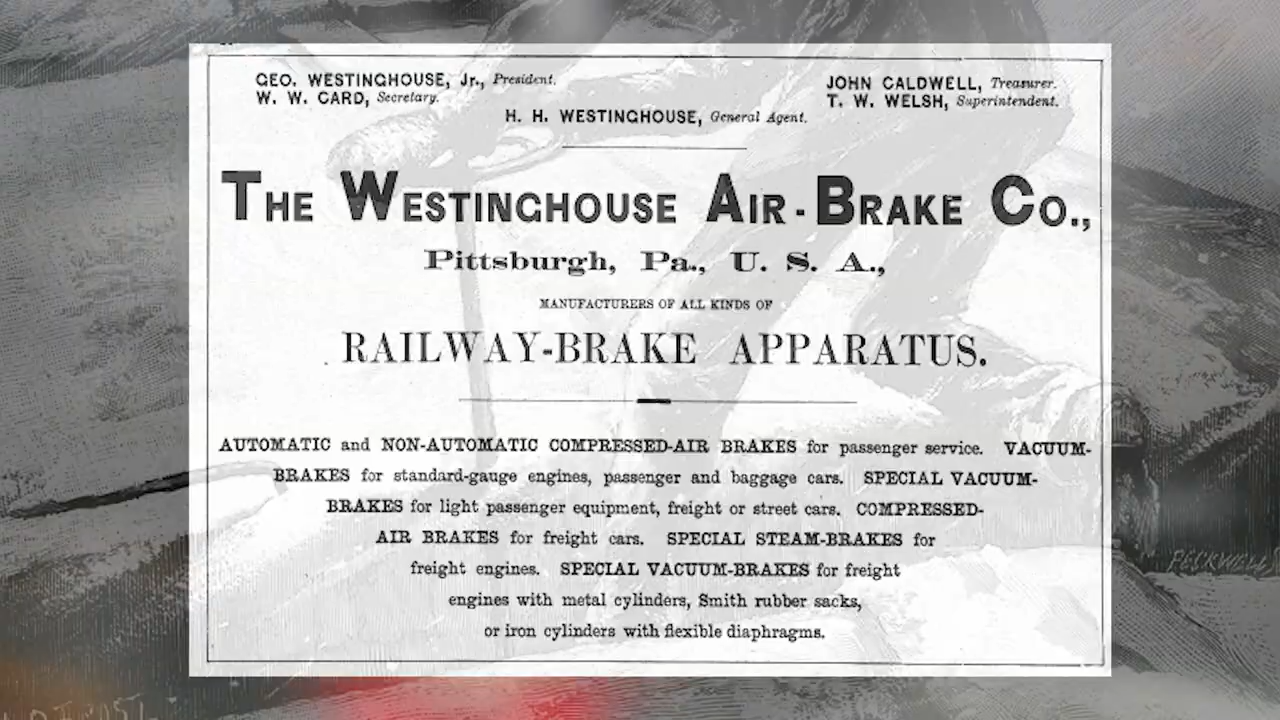 GEO. WESTINGHOUSE, Jr., President.
W. W. CARD, Secretary.
JOHN CALDWELL, Treasurer.
T. W. WELSH, Superintendent.
H. H. WESTINGHOUSE, General Agent.
THE WESTINGHOUSE AIR-BRAKE CO.,
Pittsburgh, Pa., U. S. A.,
MANUFACTURERS OF ALL KINDS OF
RAILWAY-BRAKE APPARATUS.
AUTOMATIC and NON-AUTOMATIC COMPRESSED-AIR BRAKES for passenger service. VACUUM-
BRAKES for standard-gauge engines, passenger and baggage cars. SPECIAL VACUUM-
BRAKES for light passenger equipment, freight or street cars. COMPRESSED-
AIR BRAKES for freight cars. SPECIAL STEAM-BRAKES for
freight engines. SPECIAL VACUUM-BRAKES for freight
engines with metal cylinders, Smith rubber sacks,
or iron cylinders with flexible diaphragms.
PECKWELL